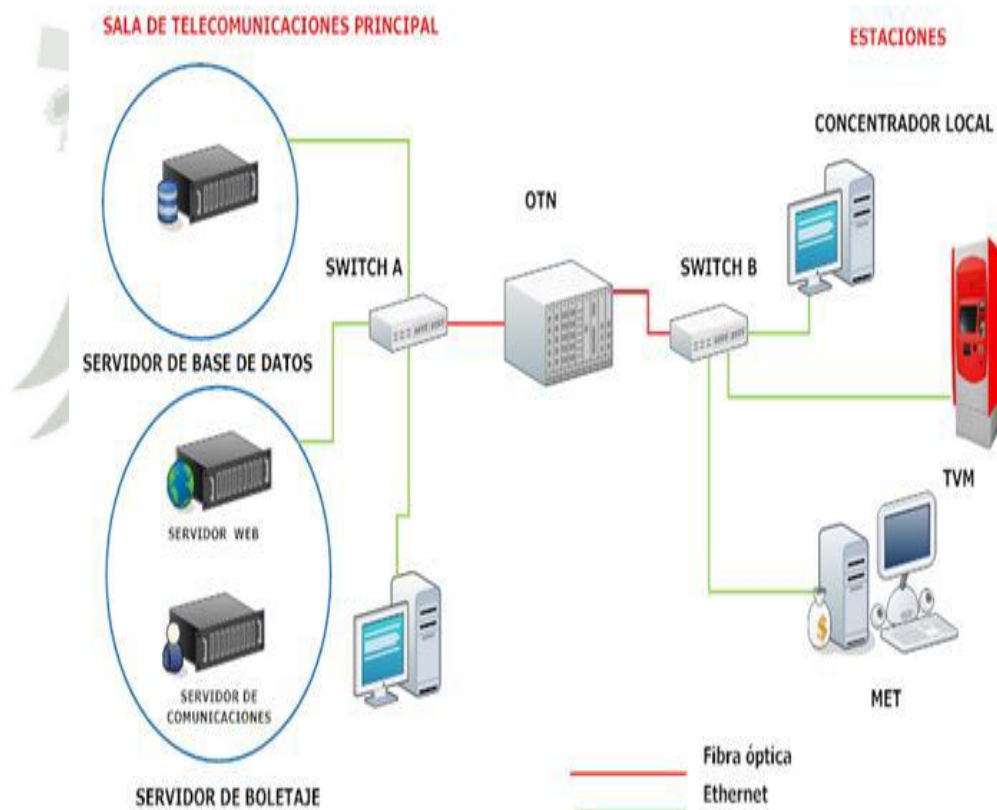 SALA DE TELECOMUNICACIONES PRINCIPAL
ESTACIONES
CONCENTRADOR LOCAL
OTN
SWITCH A
SWITCH B
SERVIDOR DE BASE DE DATOS
TVM
SERVIDOR WEB
SERVIDOR DE
COMUNICACIONES
MET
SERVIDOR DE BOLETAJE
Fibra óptica
Ethernet
$